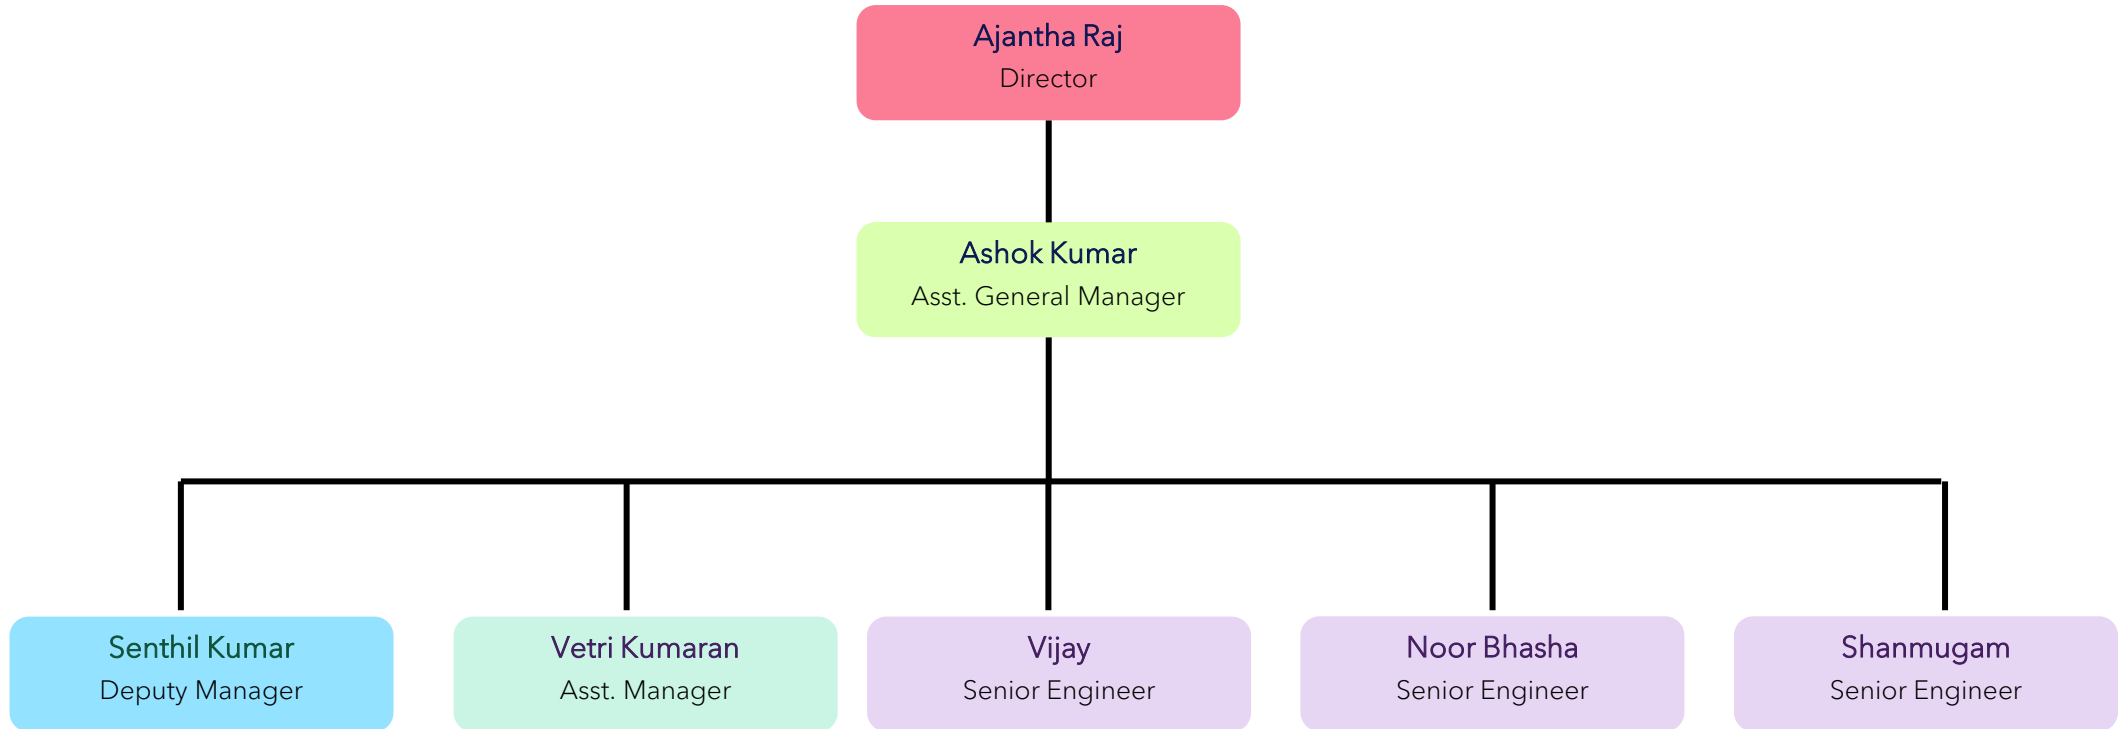 Ajantha Raj
Director
Ashok Kumar
Asst. General Manager
Senthil Kumar
Deputy Manager
Vetri Kumaran
Asst. Manager
Vijay
Senior Engineer
Noor Bhasha
Senior Engineer
Shanmugam
Senior Engineer